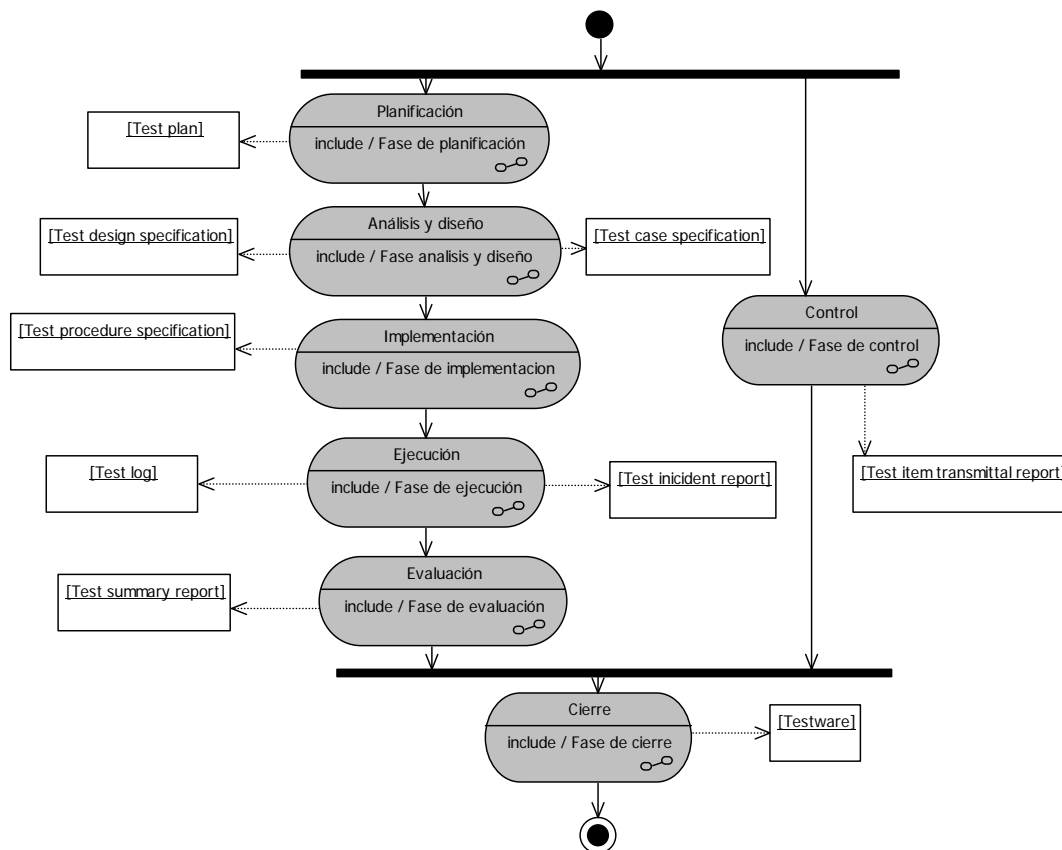 Planificación
include / Fase de planificación
[Test plan]
Análisis y diseño
include / Fase analisis y diseño
[Test design specification]
[Test case specification]
Implementación
include / Fase de implementacion
[Test procedure specification]
Control
include / Fase de control
[Test item transmittal report]
Ejecución
include / Fase de ejecución
[Test log]
[Test inicident report]
Evaluación
include / Fase de evaluación
[Test summary report]
Cierre
include / Fase de cierre
[Testware]